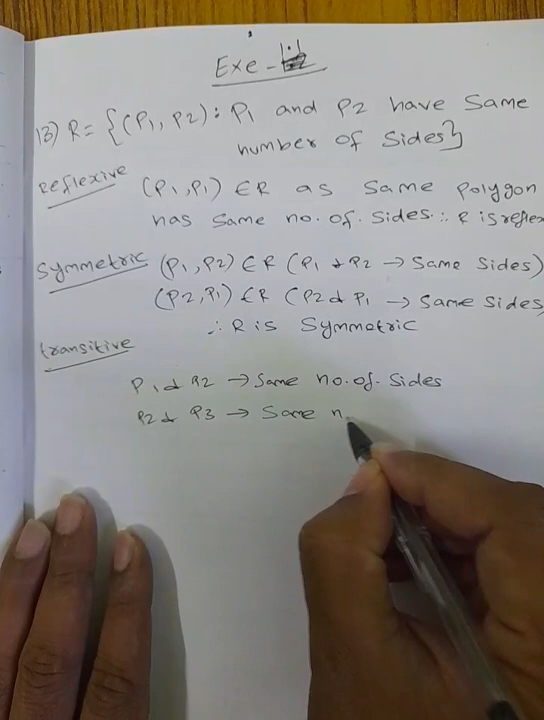 Exe - 1.1
13) R = {(P1, P2) : P1 and P2 have Same
number of Sides}
Reflexive (P1, P1) ∈ R as Same Polygon
has Same no. of. Sides. ∴ R is reflex
Symmetric (P1, P2) ∈ R (P1 & P2 → Same Sides)
(P2, P1) ∈ R (P2 & P1 → Same Sides
∴ R is Symmetric
transitive
P1 & P2 → Same no. of. Sides
P2 & P3 → Same n